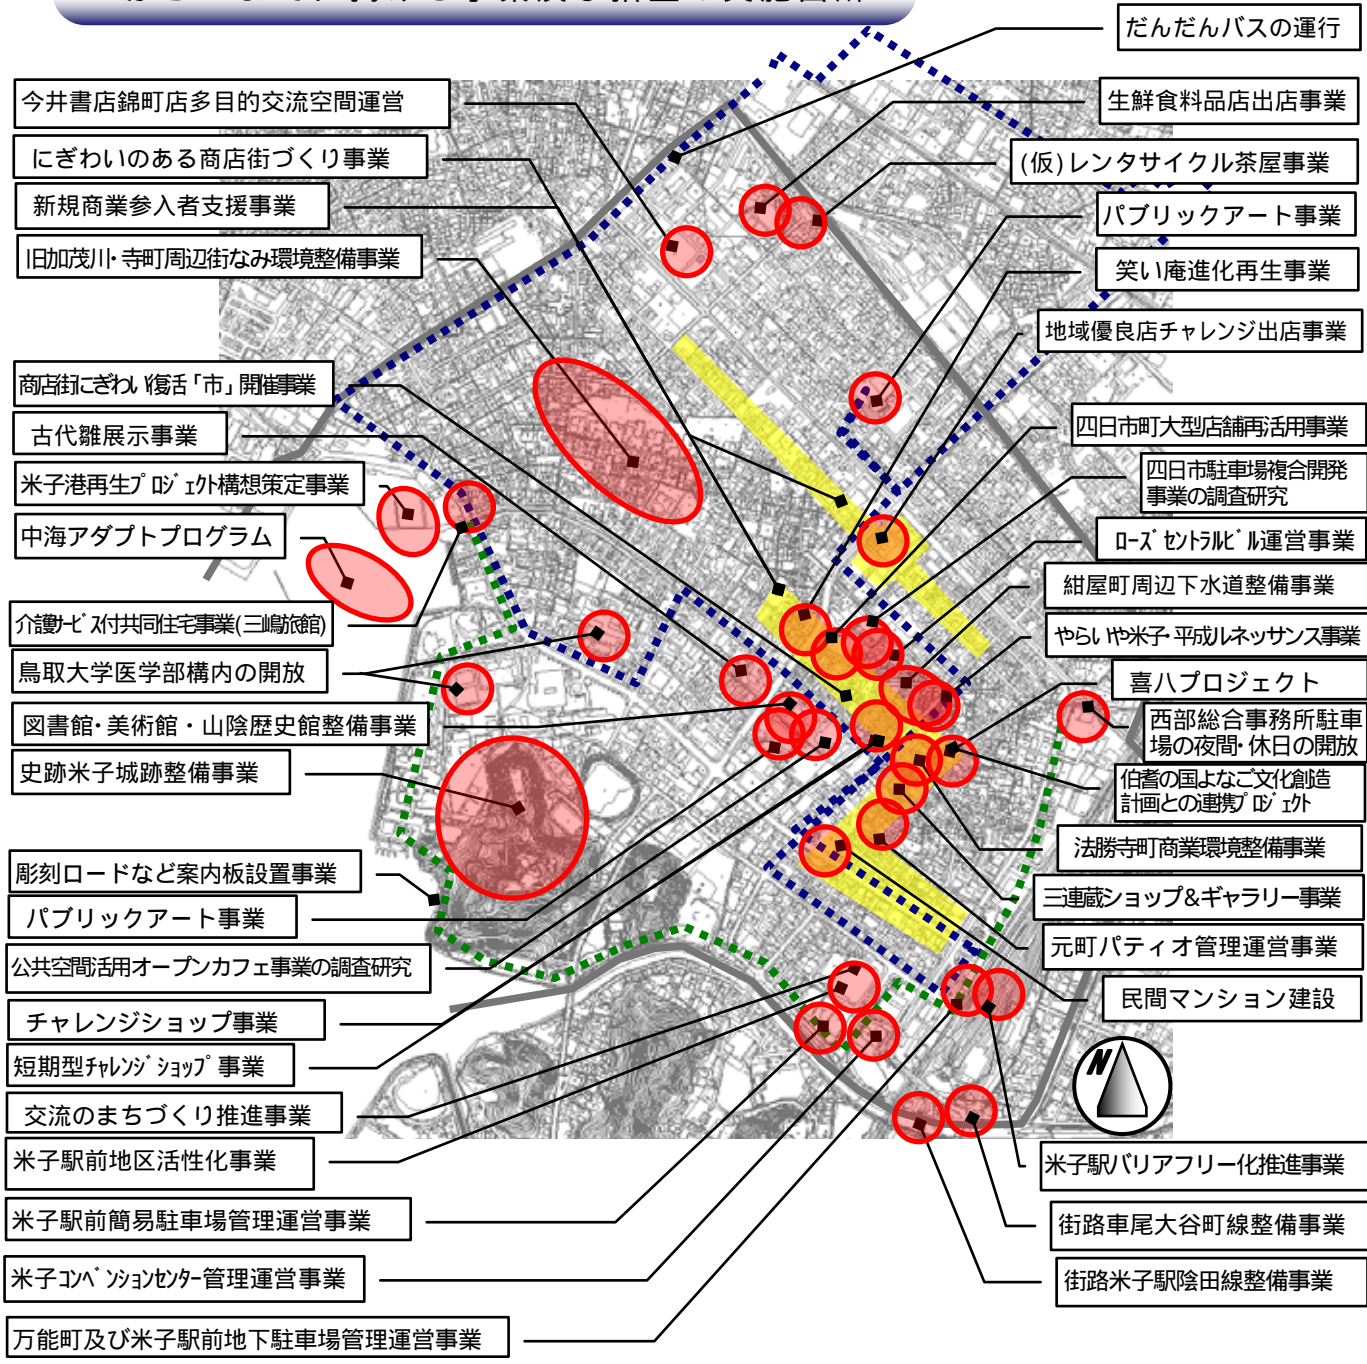 だんだんバスの運行
今井書店錦町店多目的交流空間運営
にぎわいのある商店街づくり事業
新規商業参入者支援事業
旧加茂川・寺町周辺街なみ環境整備事業
商店街にぎわい復活「市」開催事業
古代雛展示事業
米子港再生プロジェクト構想策定事業
中海アダプトプログラム
介護サービス付共同住宅事業(三嶋旅館)
鳥取大学医学部構内の開放
図書館・美術館・山陰歴史館整備事業
史跡米子城跡整備事業
彫刻ロードなど案内板設置事業
パブリックアート事業
公共空間活用オープンカフェ事業の調査研究
チャレンジショップ事業
短期型チャレンジショップ事業
交流のまちづくり推進事業
米子駅前地区活性化事業
米子駅前簡易駐車場管理運営事業
米子コンベンションセンター管理運営事業
万能町及び米子駅前地下駐車場管理運営事業
生鮮食料品店出店事業
(仮)レンタサイクル茶屋事業
パブリックアート事業
笑い庵進化再生事業
地域優良店チャレンジ出店事業
四日市町大型店舗再活用事業
四日市駐車場複合開発
事業の調査研究
ローズセントラルビル運営事業
紺屋町周辺下水道整備事業
やらいや米子・平成ルネッサンス事業
喜八プロジェクト
西部総合事務所駐車
場の夜間・休日の開放
伯耆の国よなご文化創造
計画との連携プロジェクト
法勝寺町商業環境整備事業
三連蔵ショップ&ギャラリー事業
元町パティオ管理運営事業
民間マンション建設
N
米子駅バリアフリー化推進事業
街路車尾大谷町線整備事業
街路米子駅陰田線整備事業